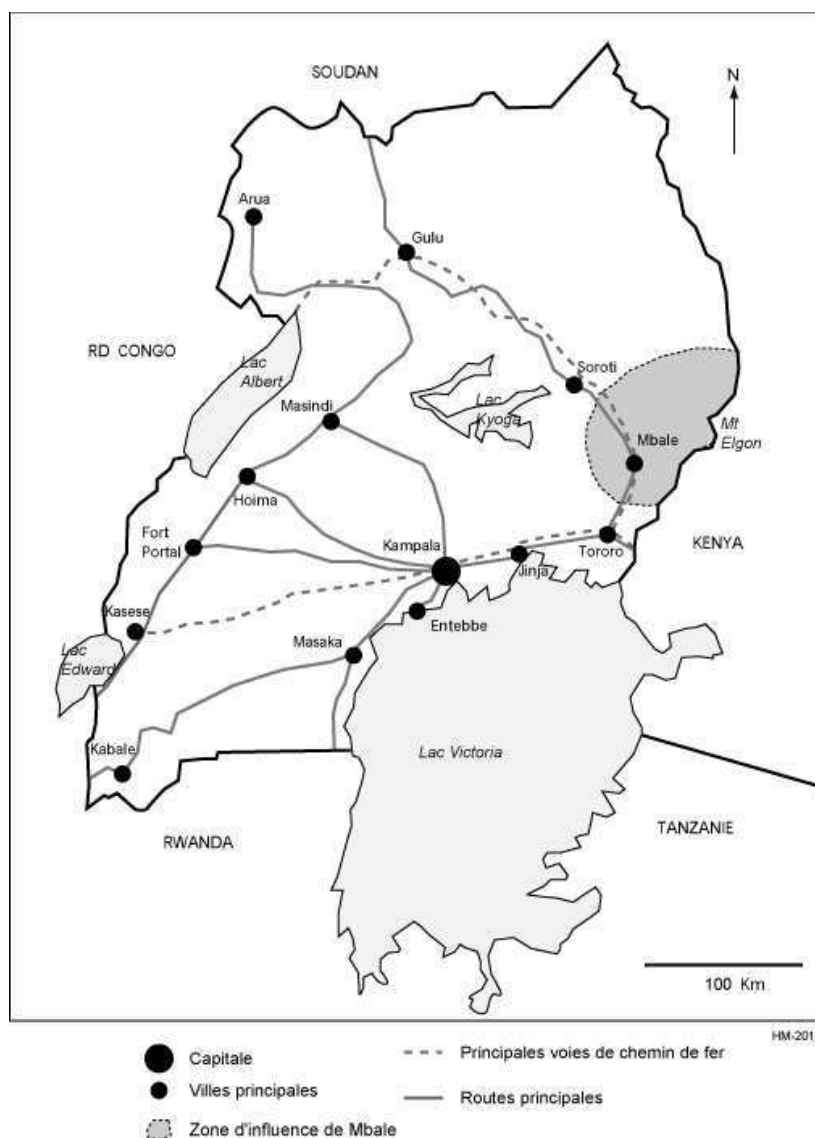 SOUDAN
N
Arua
Gulu
RD CONGO
Lac
Albert
Soroti
Lac
Kyoga
Masindi
Mt
Elgon
Mbale
Hoima
Fort
Portal
Kampala
KENYA
Jinja
Tororo
Kasese
Entebbe
Masaka
Lac
Edward
Kabale
Lac Victoria
RWANDA
TANZANIE
100 Km
HM-201
Capitale
Principales voies de chemin de fer
Villes principales
Routes principales
Zone d'influence de Mbale